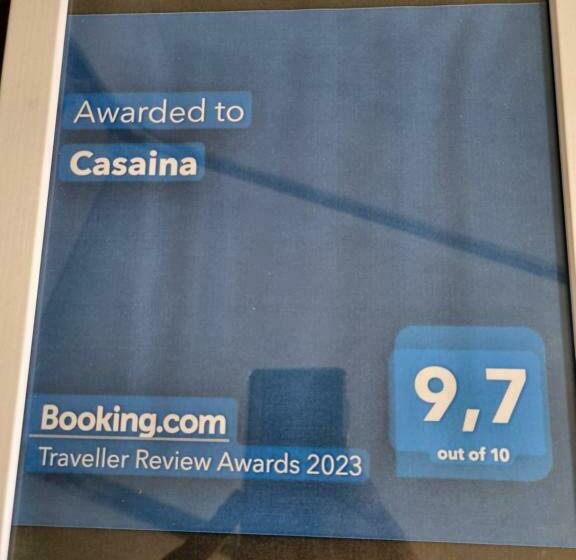 Awarded to
Casaina
9,7
out of 10
Booking.com
Traveller Review Awards 2023